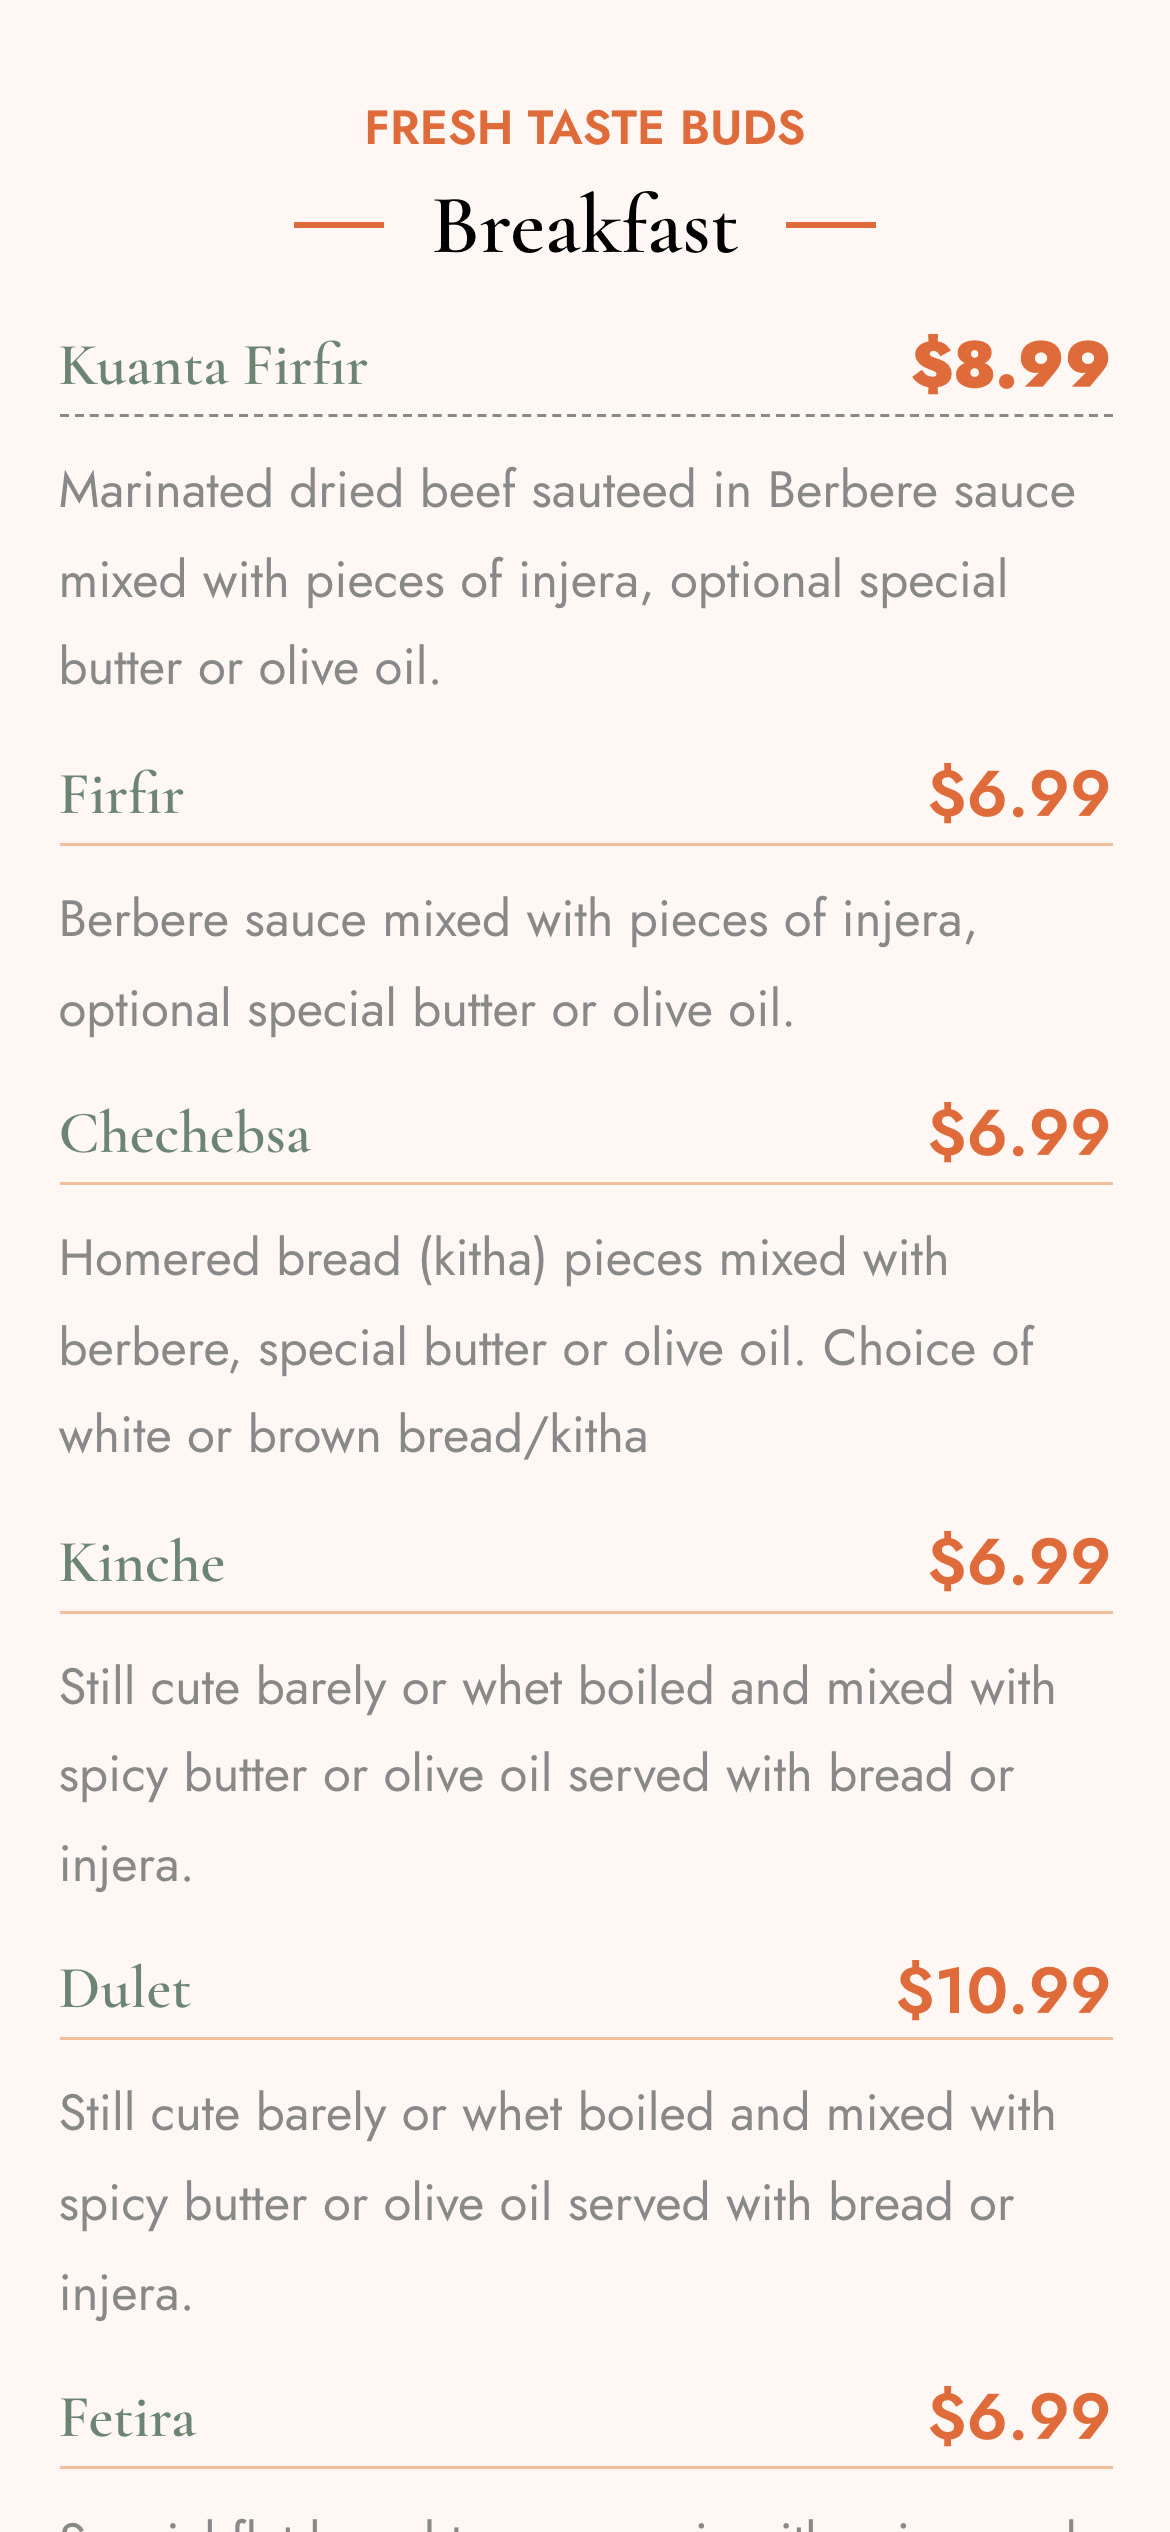 FRESH TASTE BUDS
Breakfast
Kuanta Firfir $8.99
Marinated dried beef sauteed in Berbere sauce
mixed with pieces of injera, optional special
butter or olive oil.
Firfir $6.99
Berbere sauce mixed with pieces of injera,
optional special butter or olive oil.
Chechebsa $6.99
Homered bread (kitha) pieces mixed with
berbere, special butter or olive oil. Choice of
white or brown bread/kitha
Kinche $6.99
Still cute barely or whet boiled and mixed with
spicy butter or olive oil served with bread or
injera.
Dulet $10.99
Still cute barely or whet boiled and mixed with
spicy butter or olive oil served with bread or
injera.
Fetira $6.99